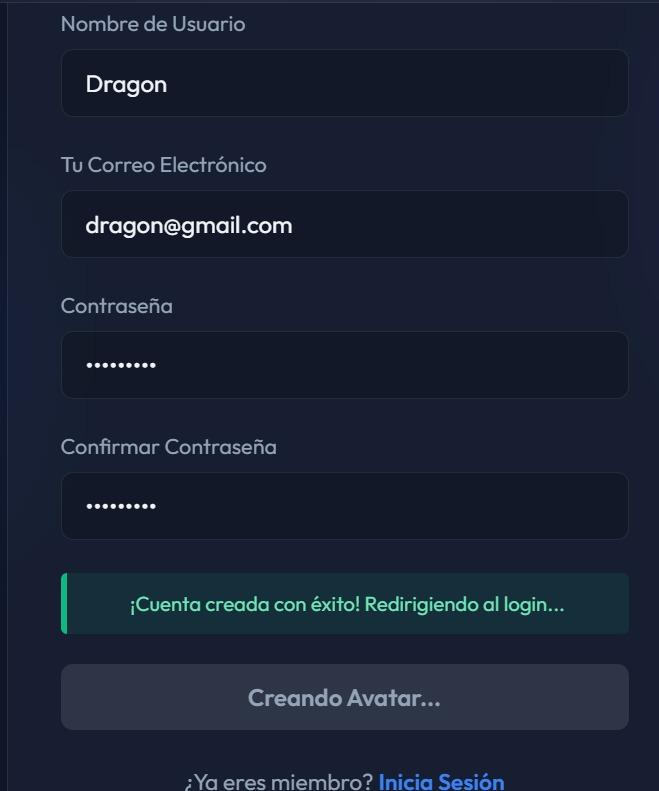 Nombre de Usuario
Dragon
Tu Correo Electrónico
dragon@gmail.com
Contraseña
•••••••••
Confirmar Contraseña
•••••••••
¡Cuenta creada con éxito! Redirigiendo al login...
Creando Avatar...
¿Ya eres miembro? Inicia Sesión